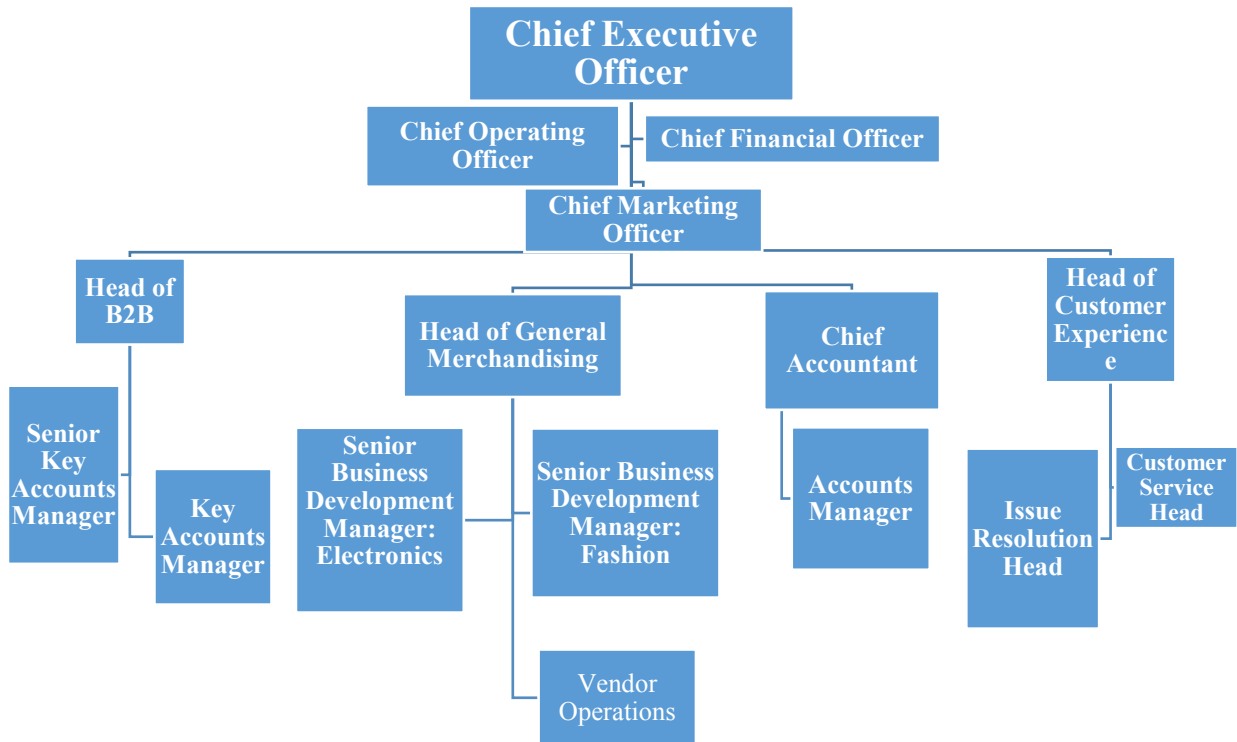 Chief Executive
Officer
Chief Operating
Officer
Chief Financial Officer
Chief Marketing
Officer
Head of
B2B
Head of General
Merchandising
Chief
Accountant
Head of
Customer
Experienc
e
Senior
Key
Accounts
Manager
Key
Accounts
Manager
Senior
Business
Development
Manager:
Electronics
Senior Business
Development
Manager:
Fashion
Accounts
Manager
Issue
Resolution
Head
Customer
Service
Head
Vendor
Operations